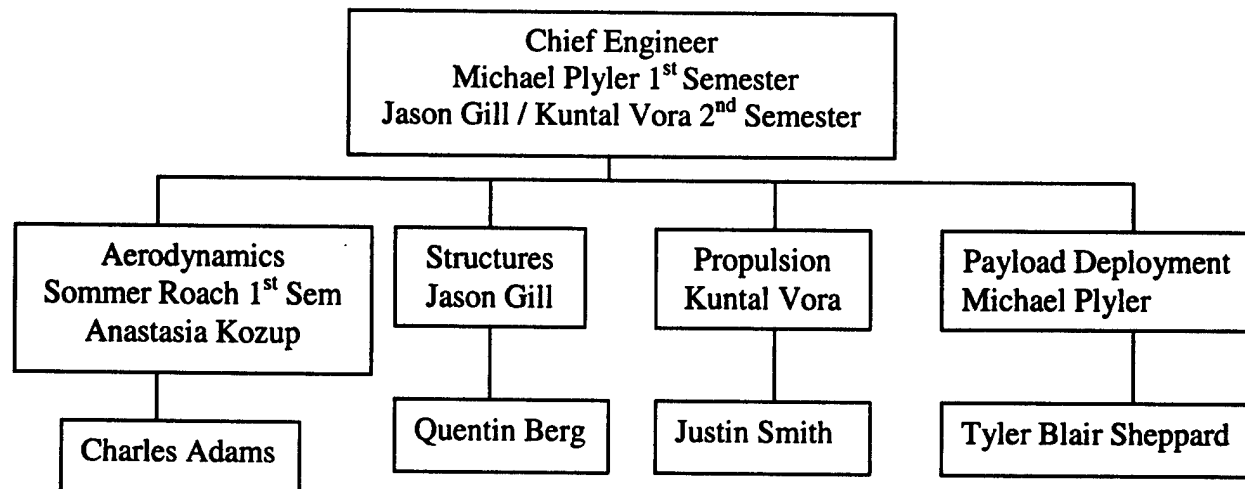 Chief Engineer
Michael Plyler 1st Semester
Jason Gill / Kuntal Vora 2nd Semester
Aerodynamics
Sommer Roach 1st Sem
Anastasia Kozup
Structures
Jason Gill
Propulsion
Kuntal Vora
Payload Deployment
Michael Plyler
Charles Adams
Quentin Berg
Justin Smith
Tyler Blair Sheppard